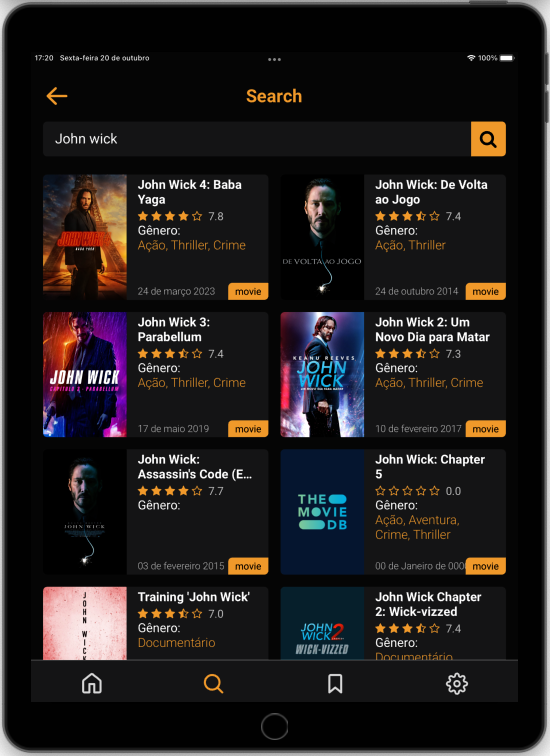 17:20 Sexta-feira 20 de outubro
100%
Search
John wick
John Wick 4: Baba
Yaga
7.8
Gênero:
Ação, Thriller, Crime
24 de março 2023
movie
John Wick: De Volta
ao Jogo
7.4
Gênero:
Ação, Thriller
24 de outubro 2014
movie
DE VOLTA AO JOGO
John Wick 3:
Parabellum
7.4
Gênero:
Ação, Thriller, Crime
17 de maio 2019
movie
JOHN WICK
CAPÍTULO 3 - PARABELLUM
John Wick 2: Um
Novo Dia para Matar
7.3
Gênero:
Ação, Thriller, Crime
10 de fevereiro 2017
movie
KEANU REEVES
JOHN
WICK
UM NOVO DIA PARA MATAR
John Wick:
Assassin's Code (E...
7.7
Gênero:
03 de fevereiro 2015
movie
JOHN WICK
John Wick: Chapter
5
0.0
Gênero:
Ação, Aventura,
Crime, Thriller
00 de Janeiro de 000
movie
THE
MOVIE
DB
Training 'John Wick'
7.0
Gênero:
Documentário
JOHN WICK
John Wick Chapter
2: Wick-vizzed
7.4
Gênero:
Documentário
JOHN
WICK 2
WICK-VIZZED